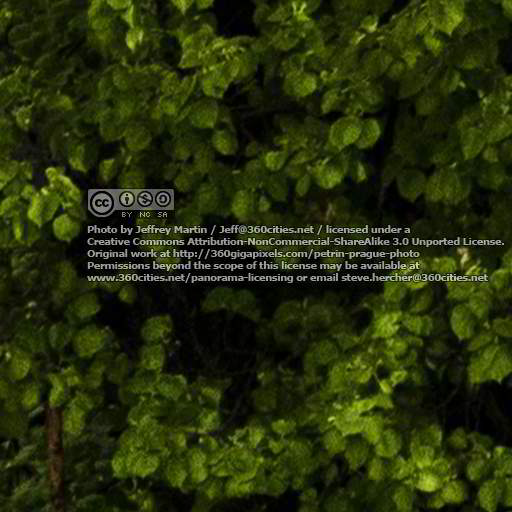 cc
BY NC SA
Photo by Jeffrey Martin / Jeff@360cities.net / licensed under a
Creative Commons Attribution-NonCommercial-ShareAlike 3.0 Unported License.
Original work at http://360gigapixels.com/petrin-prague-photo
Permissions beyond the scope of this license may be available at
www.360cities.net/panorama-licensing or email steve.hercher@360cities.net